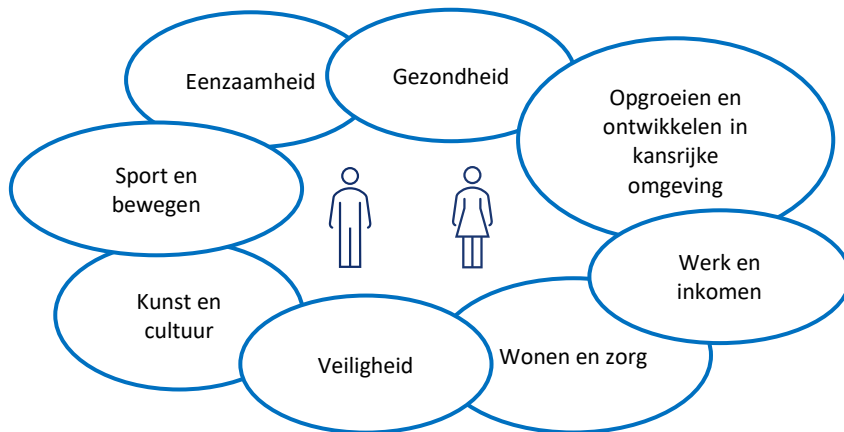 Eenzaamheid
Gezondheid
Opgroeien en
ontwikkelen in
kansrijke
omgeving
Sport en
bewegen
Werk en
inkomen
Kunst en
cultuur
Veiligheid
Wonen en zorg